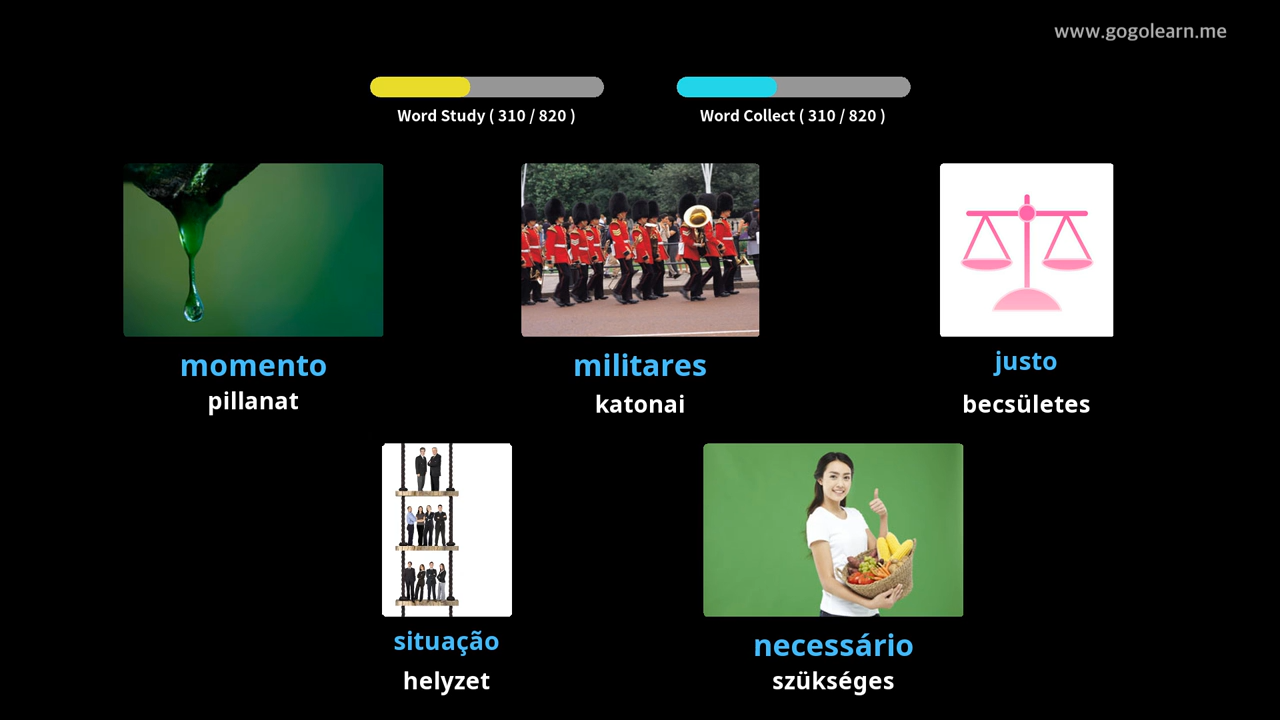 www.gogolearn.me
Word Study ( 310 / 820 )
Word Collect ( 310 / 820 )
momento
pillanat
militares
katonai
justo
becsületes
situação
helyzet
necessário
szükséges